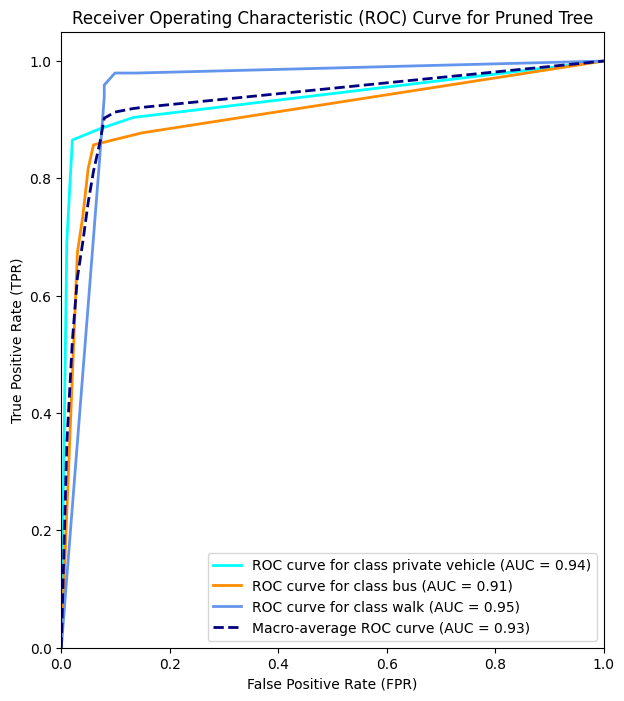 Receiver Operating Characteristic (ROC) Curve for Pruned Tree
1.0
0.8
0.6
0.4
0.2
0.0
True Positive Rate (TPR)
ROC curve for class private vehicle (AUC = 0.94)
ROC curve for class bus (AUC = 0.91)
ROC curve for class walk (AUC = 0.95)
Macro-average ROC curve (AUC = 0.93)
0.0 0.2 0.4 0.6 0.8 1.0
False Positive Rate (FPR)